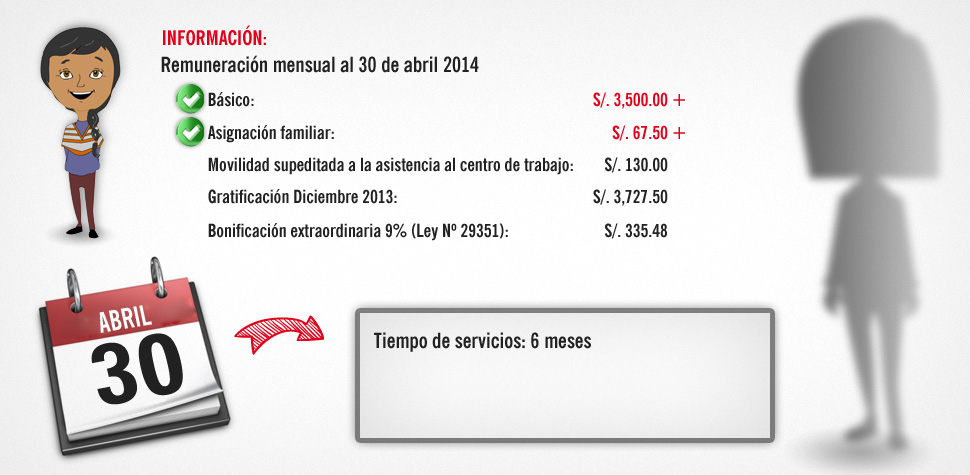 INFORMACIÓN:
Remuneración mensual al 30 de abril 2014
Básico: S/. 3,500.00 +
Asignación familiar: S/. 67.50 +
Movilidad supeditada a la asistencia al centro de trabajo: S/. 130.00
Gratificación Diciembre 2013: S/. 3,727.50
Bonificación extraordinaria 9% (Ley Nº 29351): S/. 335.48
ABRIL
30
Tiempo de servicios: 6 meses